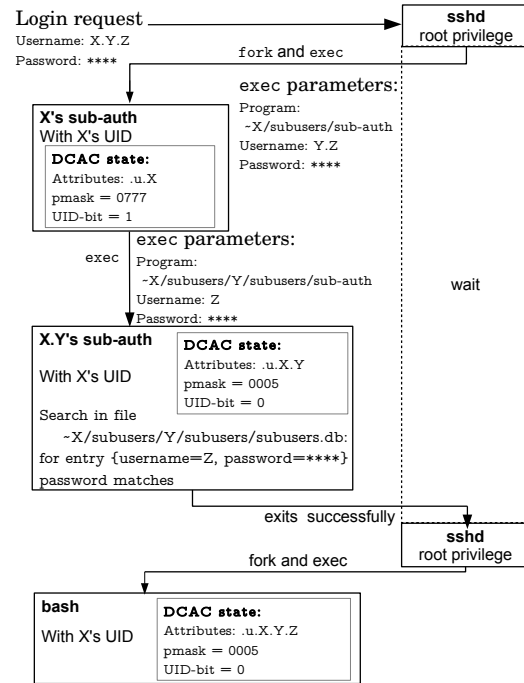 Login request
Username: X.Y.Z
Password: ****
sshd
root privilege
fork and exec
exec parameters:
Program:
~X/subusers/sub-auth
Username: Y.Z
Password: ****
X's sub-auth
With X's UID
DCAC state:
Attributes: .u.X
pmask = 0777
UID-bit = 1
exec
exec parameters:
Program:
~X/subusers/Y/subusers/sub-auth
Username: Z
Password: ****
wait
X.Y's sub-auth
With X's UID
DCAC state:
Attributes: .u.X.Y
pmask = 0005
UID-bit = 0
Search in file
~X/subusers/Y/subusers/subusers.db:
for entry {username=Z, password=****}
password matches
exits successfully
sshd
root privilege
fork and exec
bash
With X's UID
DCAC state:
Attributes: .u.X.Y.Z
pmask = 0005
UID-bit = 0